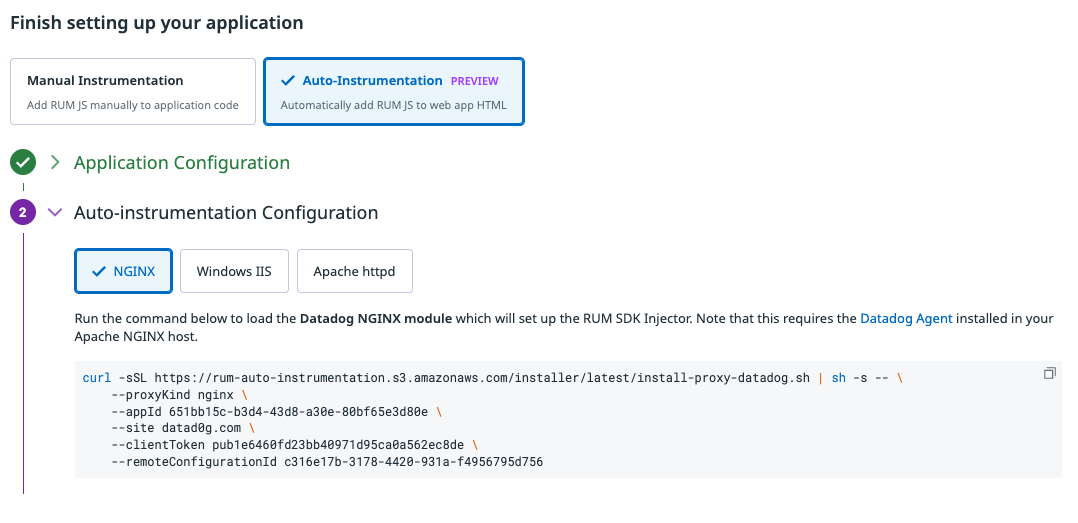 Finish setting up your application
Manual Instrumentation
Add RUM JS manually to application code
Auto-Instrumentation PREVIEW
Automatically add RUM JS to web app HTML
Application Configuration
2 Auto-instrumentation Configuration
NGINX Windows IIS Apache httpd
Run the command below to load the Datadog NGINX module which will set up the RUM SDK Injector. Note that this requires the Datadog Agent installed in your
Apache NGINX host.
curl -sSL https://rum-auto-instrumentation.s3.amazonaws.com/installer/latest/install-proxy-datadog.sh | sh -s -- \
--proxyKind nginx \
--appId 651bb15c-b3d4-43d8-a30e-80bf65e3d80e \
--site datad0g.com \
--clientToken pub1e6460fd23bb40971d95ca0a562ec8de \
--remoteConfigurationId c316e17b-3178-4420-931a-f4956795d756